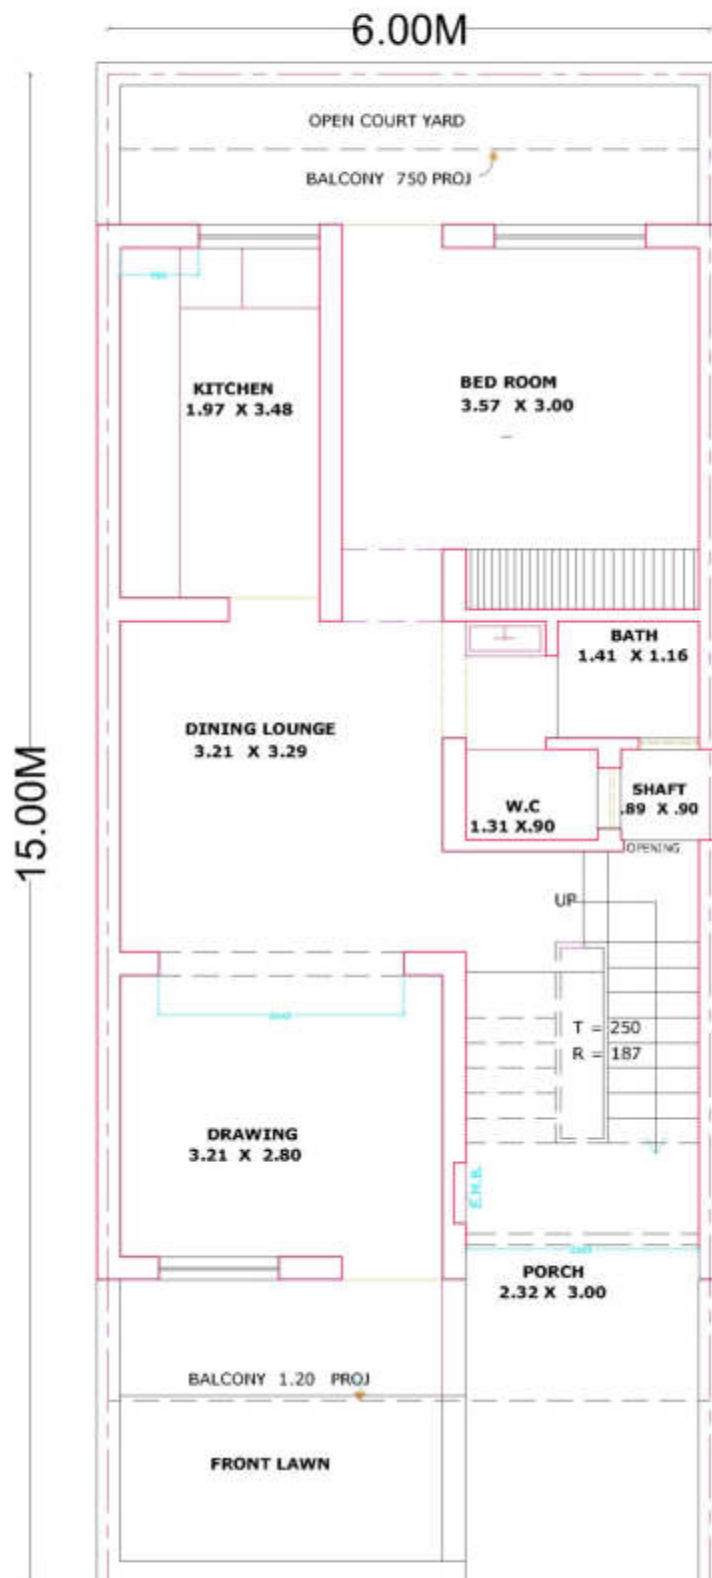 6.00M
OPEN COURT YARD
BALCONY 750 PROJ
KITCHEN
1.97 X 3.48
BED ROOM
3.57 X 3.00
BATH
1.41 X 1.16
DINING LOUNGE
3.21 X 3.29
15.00M
W.C
1.31 X.90
SHAFT
.89 X .90
OPENING
UP
T = 250
R = 187
DRAWING
3.21 X 2.80
E.M.B.
PORCH
2.32 X 3.00
BALCONY 1.20 PROJ
FRONT LAWN